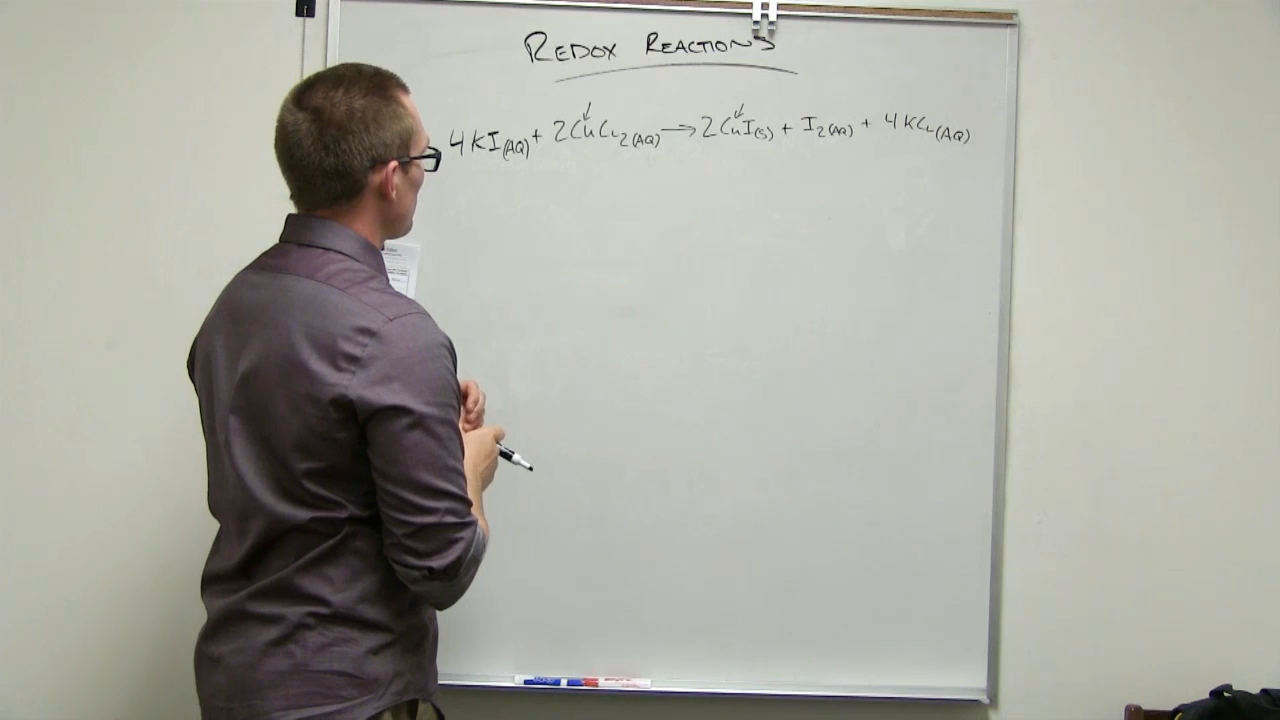 REDOX REACTIONS
4KI(AQ) + 2CuCl2(AQ) → 2CuI(S) + I2(AQ) + 4KCl(AQ)